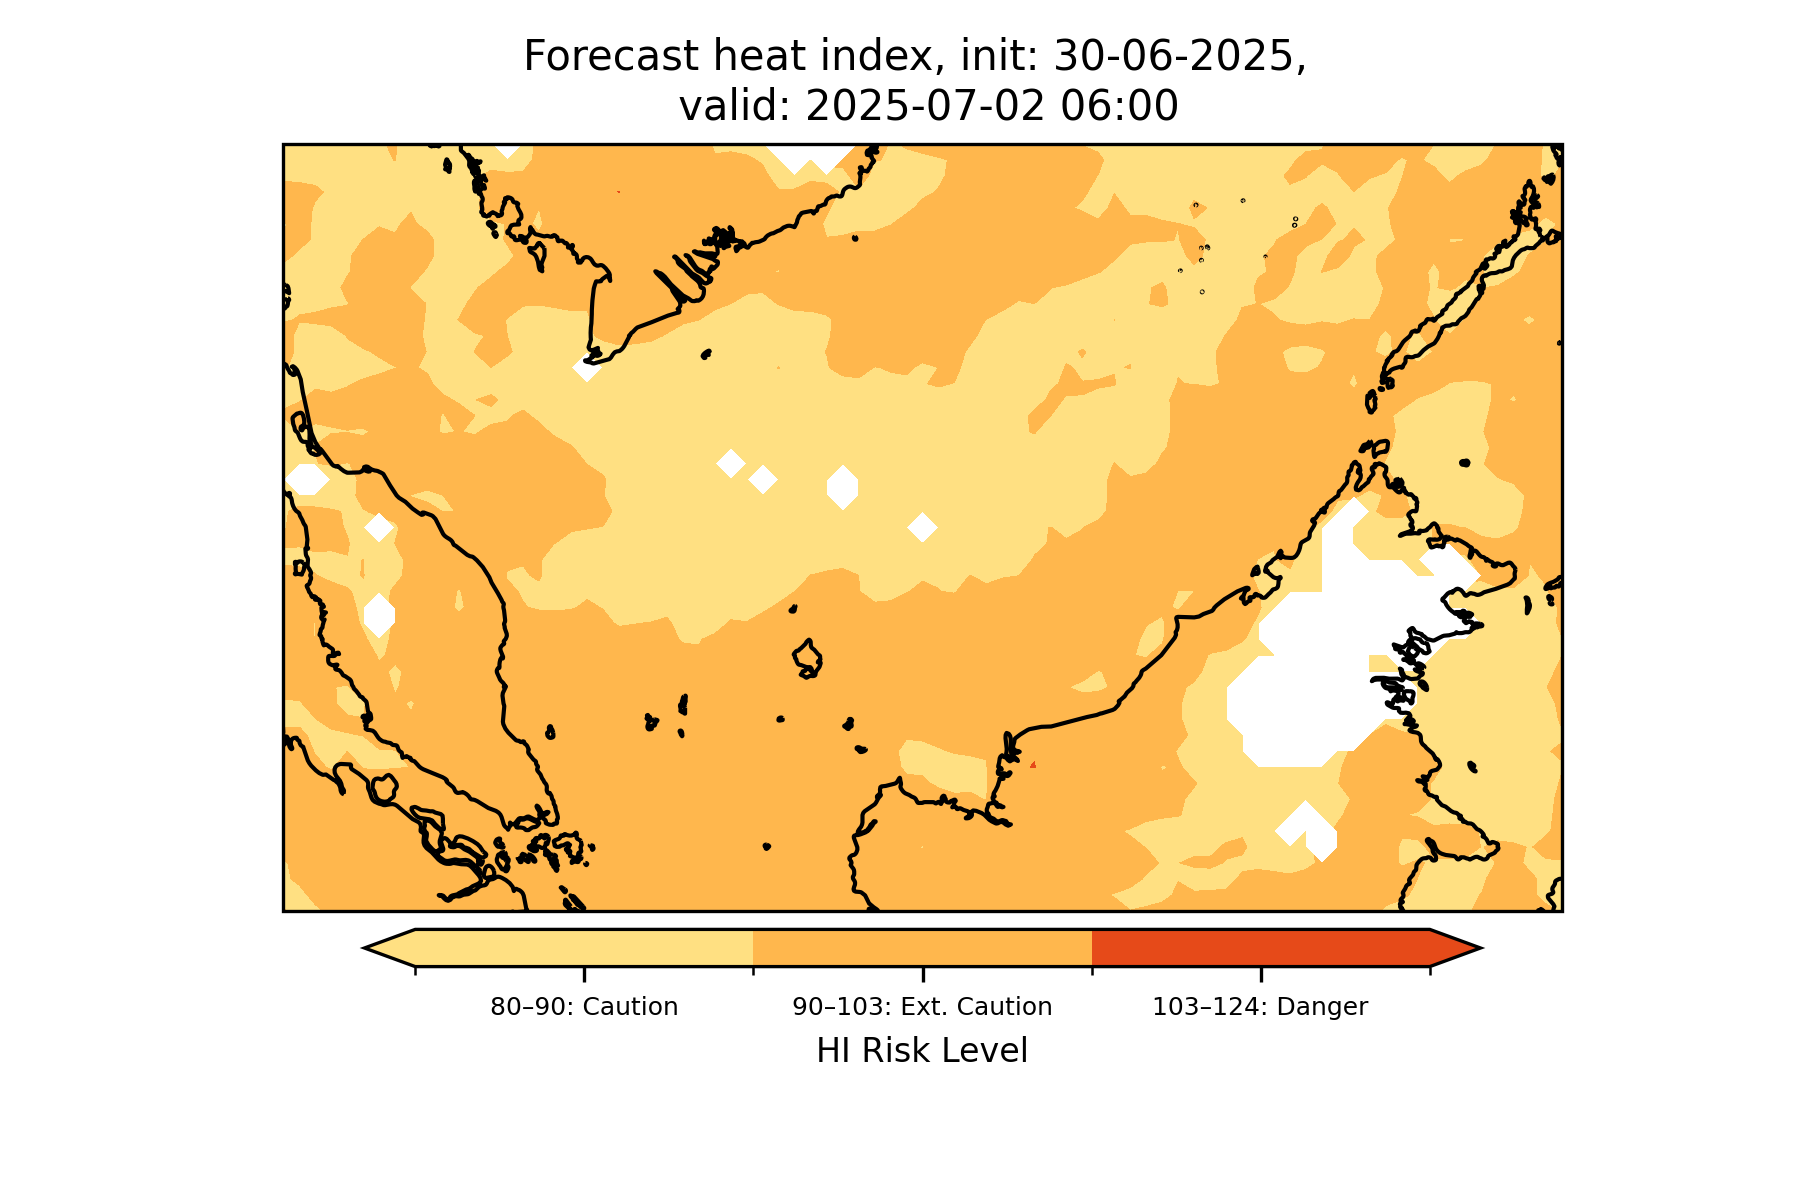 Forecast heat index, init: 30-06-2025,
valid: 2025-07-02 06:00
80–90: Caution
90–103: Ext. Caution
103–124: Danger
HI Risk Level